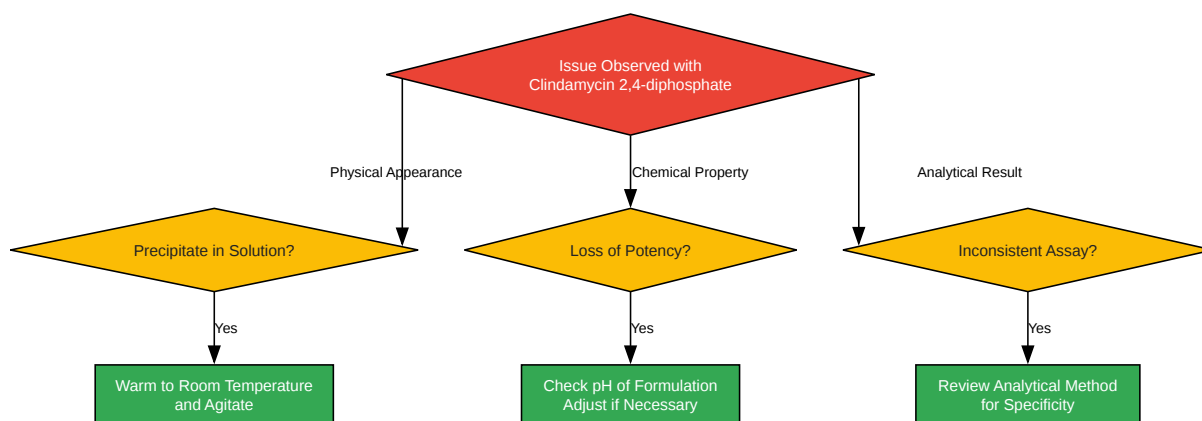 Issue Observed with
Clindamycin 2,4-diphosphate
Physical Appearance
Chemical Property
Analytical Result
Precipitate in Solution?
Loss of Potency?
Inconsistent Assay?
Yes
Yes
Yes
Warm to Room Temperature
and Agitate
Check pH of Formulation
Adjust if Necessary
Review Analytical Method
for Specificity